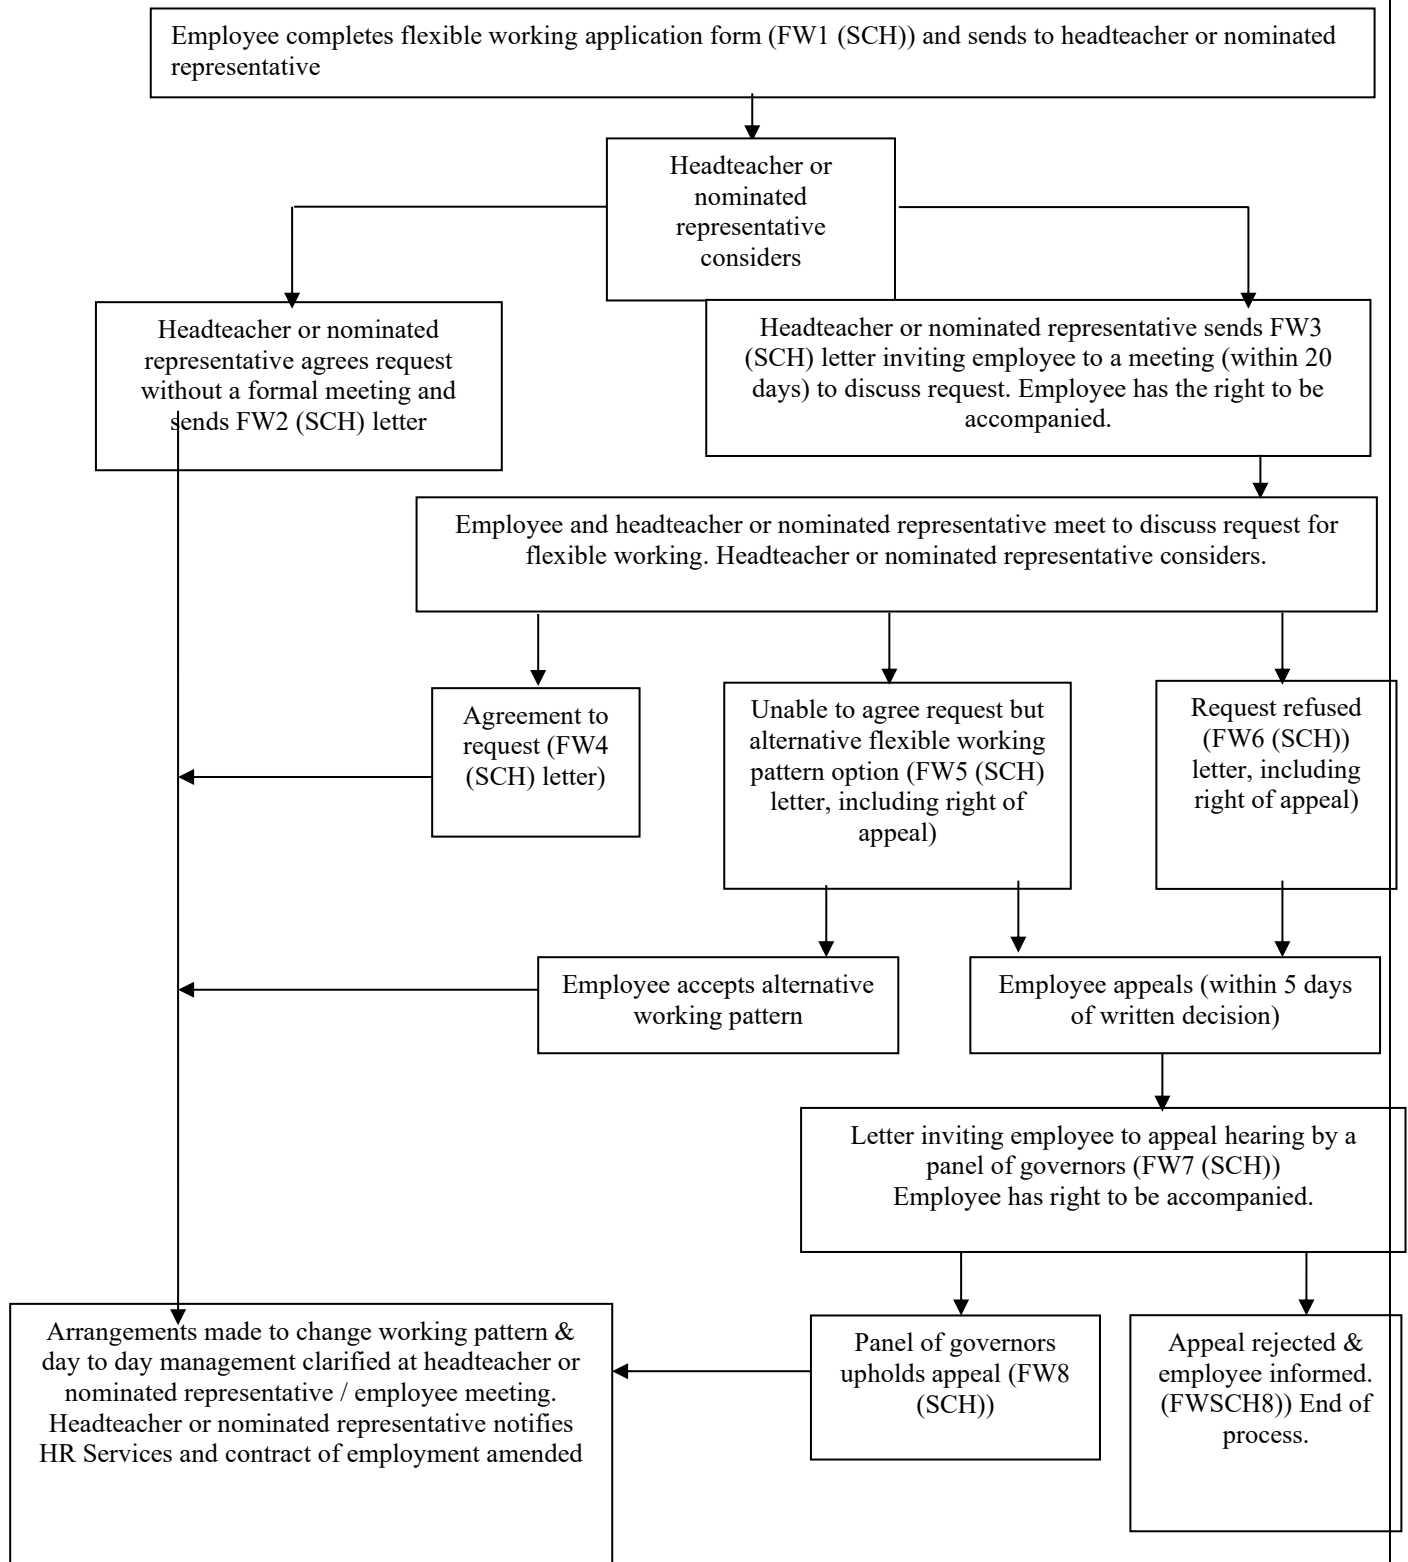 Employee completes flexible working application form (FW1 (SCH)) and sends to headteacher or nominated
representative
Headteacher or
nominated
representative
considers
Headteacher or nominated
representative agrees request
without a formal meeting and
sends FW2 (SCH) letter
Headteacher or nominated representative sends FW3
(SCH) letter inviting employee to a meeting (within 20
days) to discuss request. Employee has the right to be
accompanied.
Employee and headteacher or nominated representative meet to discuss request for
flexible working. Headteacher or nominated representative considers.
Agreement to
request (FW4
(SCH) letter)
Unable to agree request but
alternative flexible working
pattern option (FW5 (SCH)
letter, including right of
appeal)
Request refused
(FW6 (SCH))
letter, including
right of appeal)
Employee accepts alternative
working pattern
Employee appeals (within 5 days
of written decision)
Letter inviting employee to appeal hearing by a
panel of governors (FW7 (SCH))
Employee has right to be accompanied.
Arrangements made to change working pattern &
day to day management clarified at headteacher or
nominated representative / employee meeting.
Headteacher or nominated representative notifies
HR Services and contract of employment amended
Panel of governors
upholds appeal (FW8
(SCH))
Appeal rejected &
employee informed.
(FWSCH8)) End of
process.